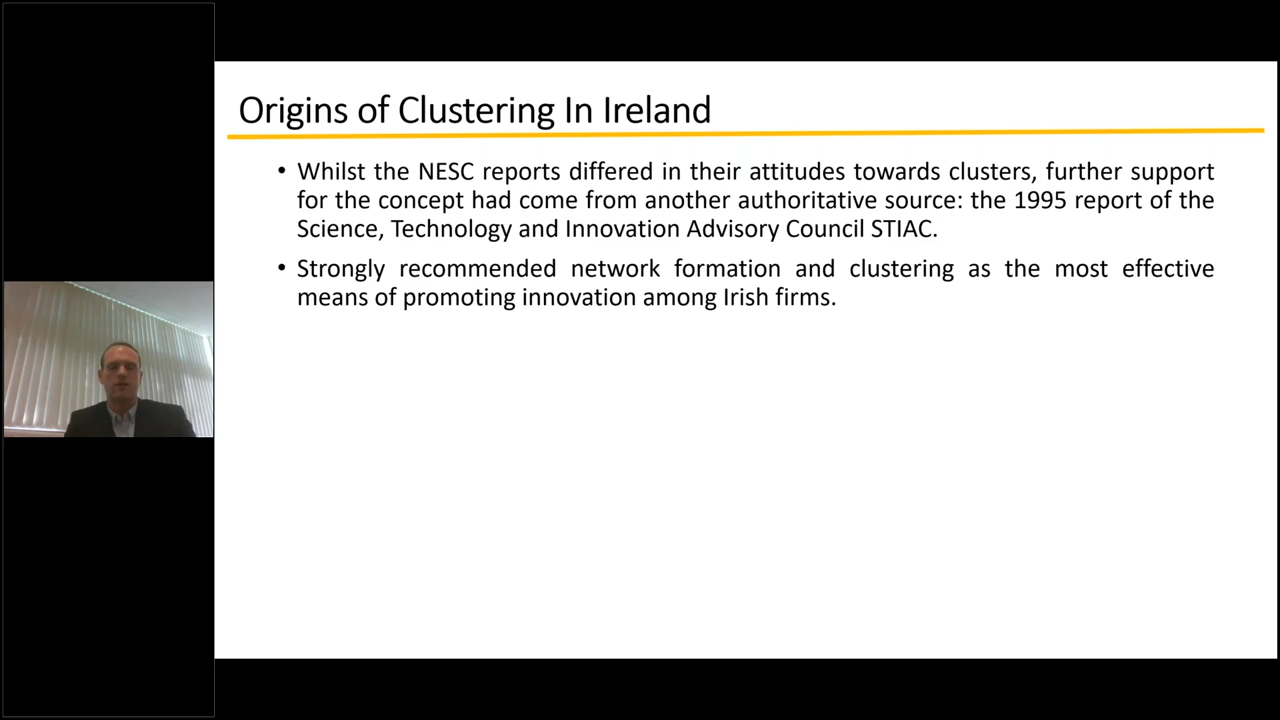 Origins of Clustering In Ireland
• Whilst the NESC reports differed in their attitudes towards clusters, further support
for the concept had come from another authoritative source: the 1995 report of the
Science, Technology and Innovation Advisory Council STIAC.
• Strongly recommended network formation and clustering as the most effective
means of promoting innovation among Irish firms.